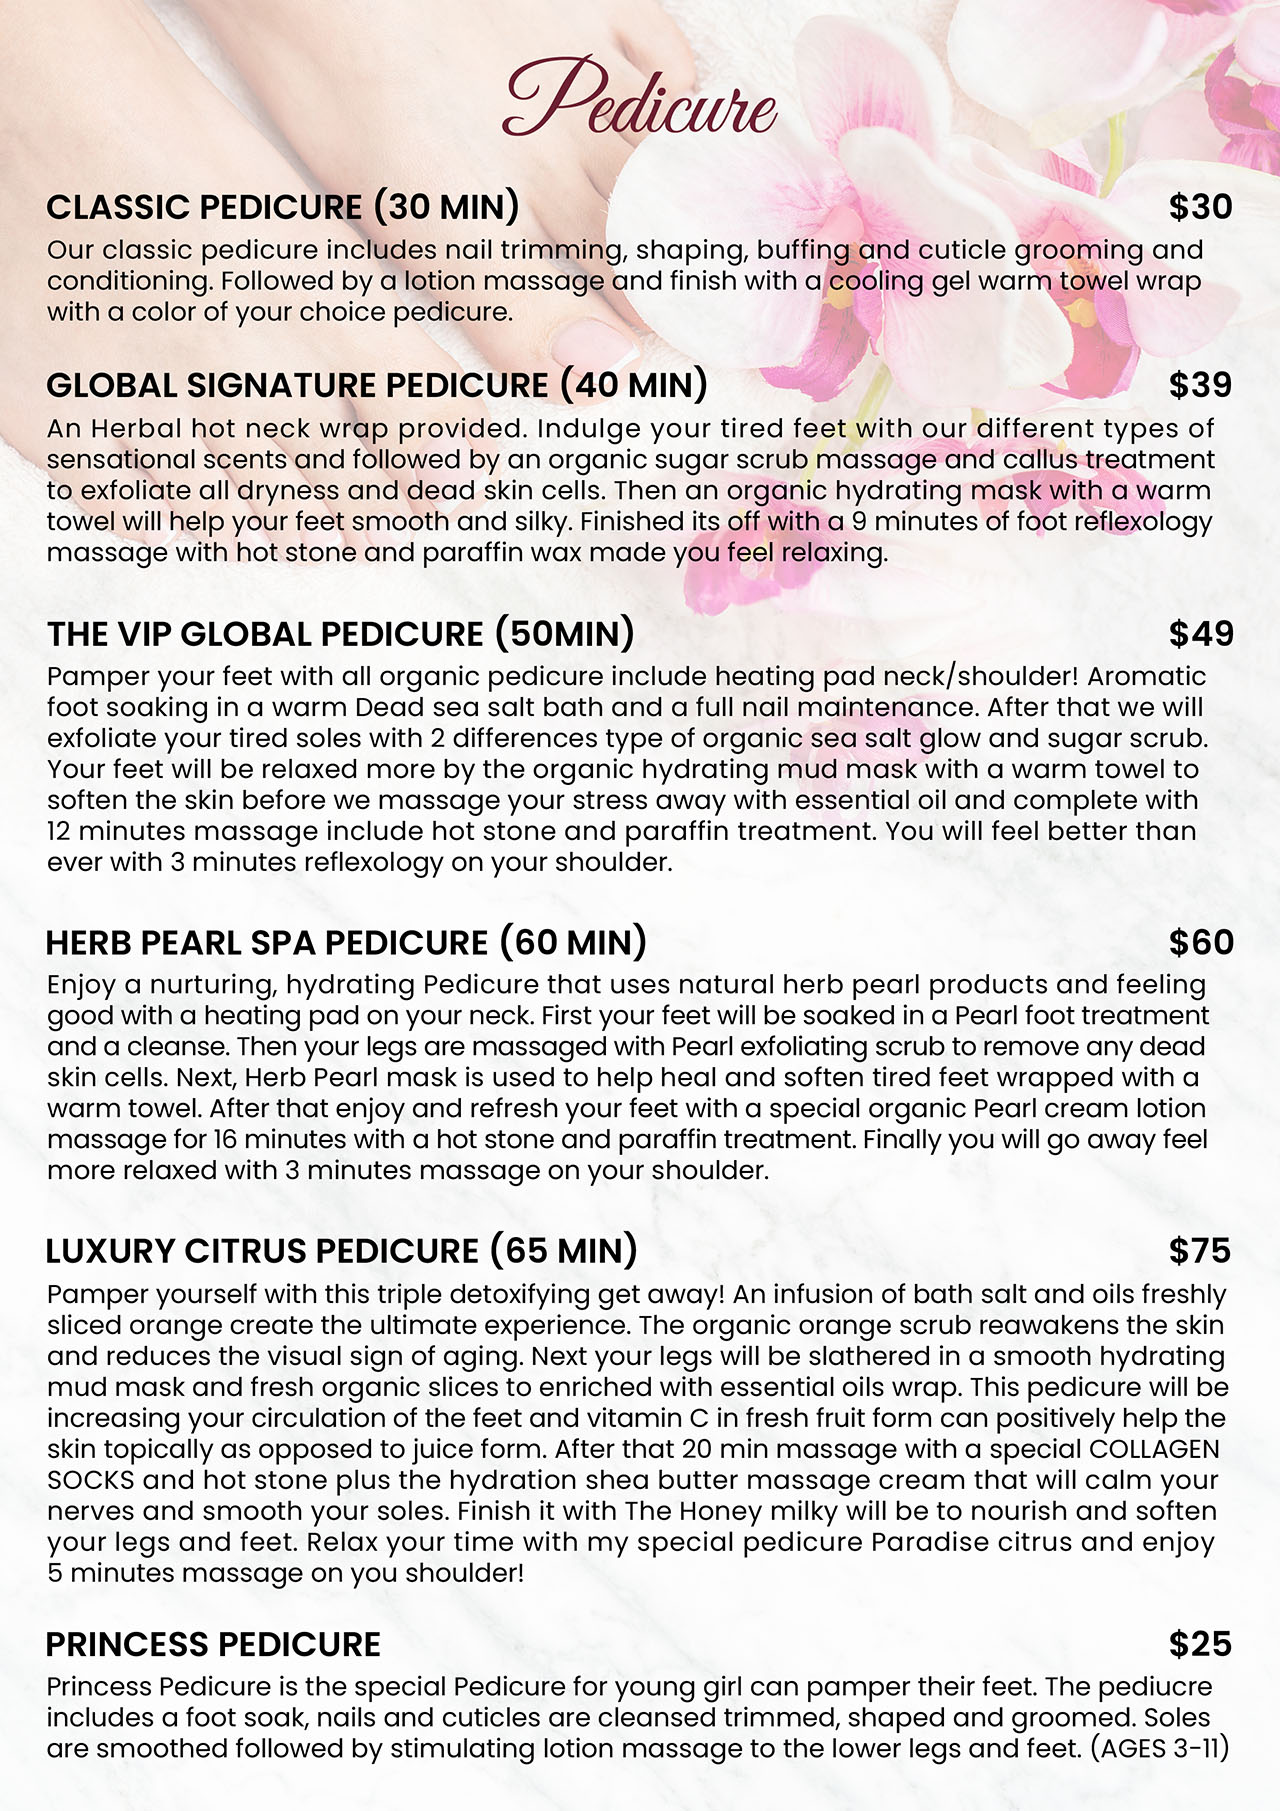 Pedicure
CLASSIC PEDICURE (30 MIN) $30
Our classic pedicure includes nail trimming, shaping, buffing and cuticle grooming and
conditioning. Followed by a lotion massage and finish with a cooling gel warm towel wrap
with a color of your choice pedicure.
GLOBAL SIGNATURE PEDICURE (40 MIN) $39
An Herbal hot neck wrap provided. Indulge your tired feet with our different types of
sensational scents and followed by an organic sugar scrub massage and callus treatment
to exfoliate all dryness and dead skin cells. Then an organic hydrating mask with a warm
towel will help your feet smooth and silky. Finished its off with a 9 minutes of foot reflexology
massage with hot stone and paraffin wax made you feel relaxing.
THE VIP GLOBAL PEDICURE (50MIN) $49
Pamper your feet with all organic pedicure include heating pad neck/shoulder! Aromatic
foot soaking in a warm Dead sea salt bath and a full nail maintenance. After that we will
exfoliate your tired soles with 2 differences type of organic sea salt glow and sugar scrub.
Your feet will be relaxed more by the organic hydrating mud mask with a warm towel to
soften the skin before we massage your stress away with essential oil and complete with
12 minutes massage include hot stone and paraffin treatment. You will feel better than
ever with 3 minutes reflexology on your shoulder.
HERB PEARL SPA PEDICURE (60 MIN) $60
Enjoy a nurturing, hydrating Pedicure that uses natural herb pearl products and feeling
good with a heating pad on your neck. First your feet will be soaked in a Pearl foot treatment
and a cleanse. Then your legs are massaged with Pearl exfoliating scrub to remove any dead
skin cells. Next, Herb Pearl mask is used to help heal and soften tired feet wrapped with a
warm towel. After that enjoy and refresh your feet with a special organic Pearl cream lotion
massage for 16 minutes with a hot stone and paraffin treatment. Finally you will go away feel
more relaxed with 3 minutes massage on your shoulder.
LUXURY CITRUS PEDICURE (65 MIN) $75
Pamper yourself with this triple detoxifying get away! An infusion of bath salt and oils freshly
sliced orange create the ultimate experience. The organic orange scrub reawakens the skin
and reduces the visual sign of aging. Next your legs will be slathered in a smooth hydrating
mud mask and fresh organic slices to enriched with essential oils wrap. This pedicure will be
increasing your circulation of the feet and vitamin C in fresh fruit form can positively help the
skin topically as opposed to juice form. After that 20 min massage with a special COLLAGEN
SOCKS and hot stone plus the hydration shea butter massage cream that will calm your
nerves and smooth your soles. Finish it with The Honey milky will be to nourish and soften
your legs and feet. Relax your time with my special pedicure Paradise citrus and enjoy
5 minutes massage on you shoulder!
PRINCESS PEDICURE $25
Princess Pedicure is the special Pedicure for young girl can pamper their feet. The pediucre
includes a foot soak, nails and cuticles are cleansed trimmed, shaped and groomed. Soles
are smoothed followed by stimulating lotion massage to the lower legs and feet. (AGES 3-11)